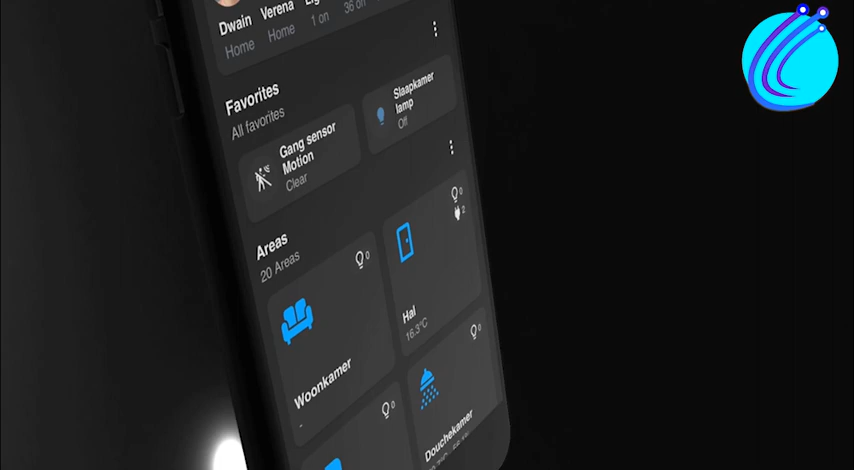 Dwain Verena
Home Home 1 on 36 on
Favorites
All favorites
Gang sensor
Motion
Clear
Slaapkamer
lamp
Off
Areas
20 Areas
0
Woonkamer
-
0
2
Hal
16.3°C
0
0
Douchekamer